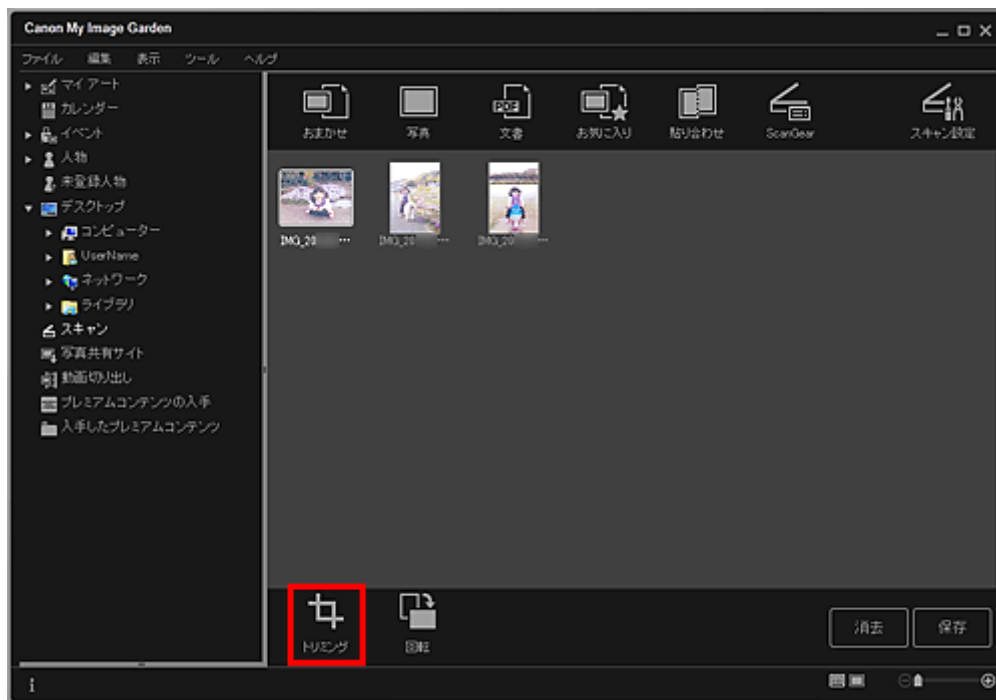 Canon My Image Garden
ファイル 編集 表示 ツール ヘルプ
マイ アート
カレンダー
イベント
人物
未登録人物
デスクトップ
コンピューター
UserName
ネットワーク
ライブラリ
スキャン
写真共有サイト
動画切り出し
プレミアムコンテンツの入手
入手したプレミアムコンテンツ
おまかせ 写真 文書 お気に入り 貼り合わせ ScanGear スキャン設定
PDF
IMG_20 ... IMG_20 ... IMG_20 ...
トリミング 回転 消去 保存